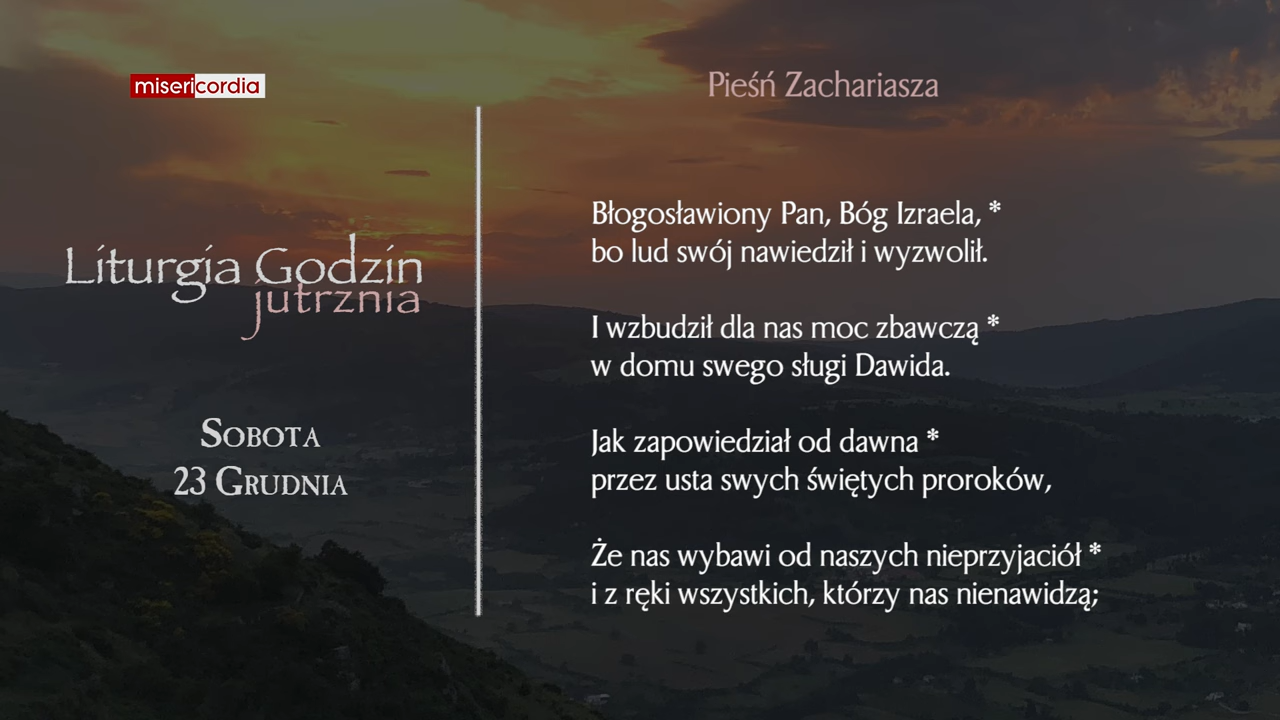 misericordia
Liturgia Godzin
jutrznia
Sobota
23 Grudnia
Pieśń Zachariasza
Błogosławiony Pan, Bóg Izraela, *
bo lud swój nawiedził i wyzwolił.
I wzbudził dla nas moc zbawczą *
w domu swego sługi Dawida.
Jak zapowiedział od dawna *
przez usta swych świętych proroków,
Że nas wybawi od naszych nieprzyjaciół *
i z ręki wszystkich, którzy nas nienawidzą;